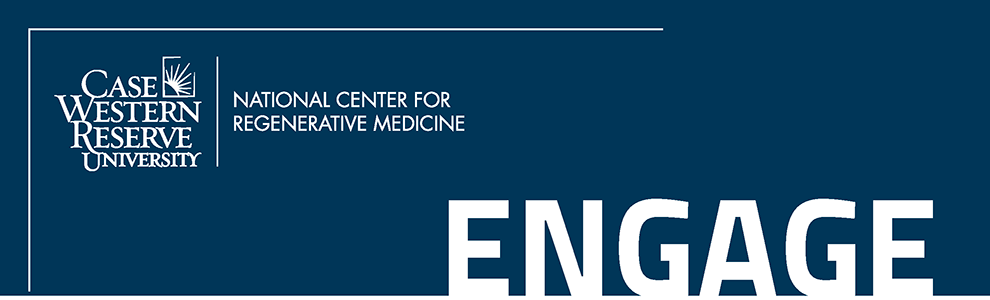 CASE
WESTERN
RESERVE
UNIVERSITY
NATIONAL CENTER FOR
REGENERATIVE MEDICINE
ENGAGE